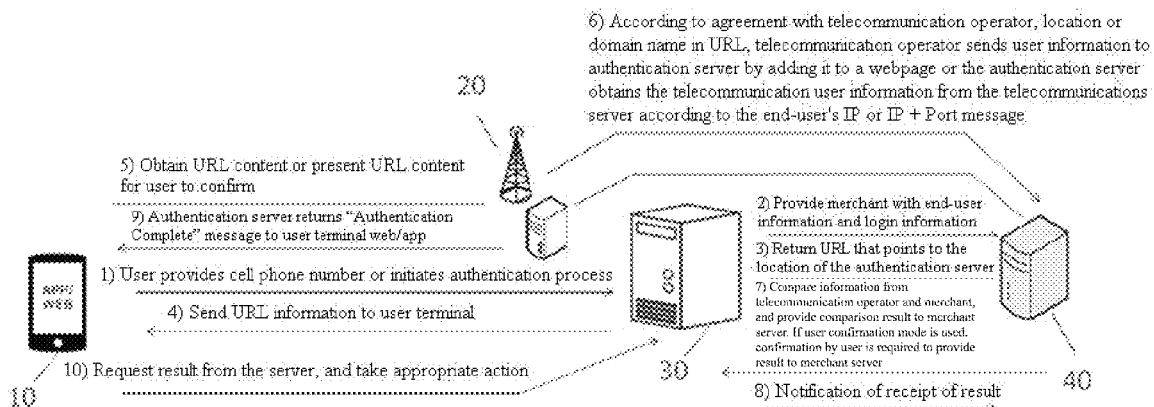 6) According to agreement with telecommunication operator, location or
domain name in URL, telecommunication operator sends user information to
authentication server by adding it to a webpage or the authentication server
obtains the telecommunication user information from the telecommunications
server according to the end-user's IP or IP + Port message
20
5) Obtain URL content or present URL content
for user to confirm
9) Authentication server returns “Authentication
Complete” message to user terminal web/app
1) User provides cell phone number or initiates authentication process
4) Send URL information to user terminal
10) Request result from the server, and take appropriate action
APP/
WEB
10
30
2) Provide merchant with end-user
information and login information
3) Return URL that points to the
location of the authentication server
7) Compare information from
telecommunication operator and merchant,
and provide comparison result to merchant
server. If user confirmation mode is used,
confirmation by user is required to provide
result to merchant server
40
8) Notification of receipt of result